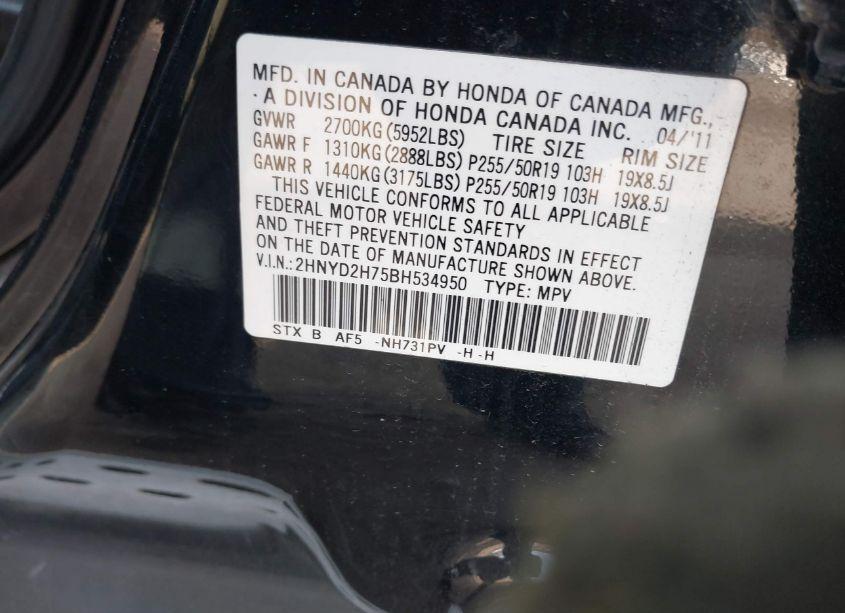 MFD. IN CANADA BY HONDA OF CANADA MFG.,
A DIVISION OF HONDA CANADA INC. 04/'11
GVWR 2700KG(5952LBS) TIRE SIZE RIM SIZE
GAWR F 1310KG(2888LBS) P255/50R19 103H 19X8.5J
GAWR R 1440KG(3175LBS) P255/50R19 103H 19X8.5J
THIS VEHICLE CONFORMS TO ALL APPLICABLE
FEDERAL MOTOR VEHICLE SAFETY
AND THEFT PREVENTION STANDARDS IN EFFECT
ON THE DATE OF MANUFACTURE SHOWN ABOVE.
V.I.N.:2HNYD2H75BH534950 TYPE: MPV
STX B AF5 -NH731PV -H -H